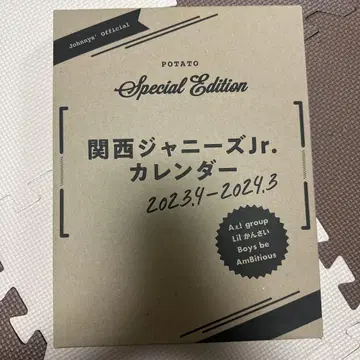 Johnnys' Official
POTATO
Special Edition
関西ジャニーズJr.
カレンダー
2023.4-2024.3
Aぇ! group
Lil かんさい
Boys be
AmBitious